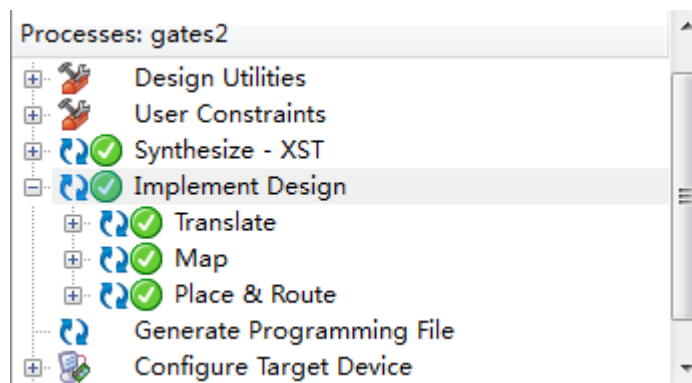 Processes: gates2
Design Utilities
User Constraints
Synthesize - XST
Implement Design
Translate
Map
Place & Route
Generate Programming File
Configure Target Device